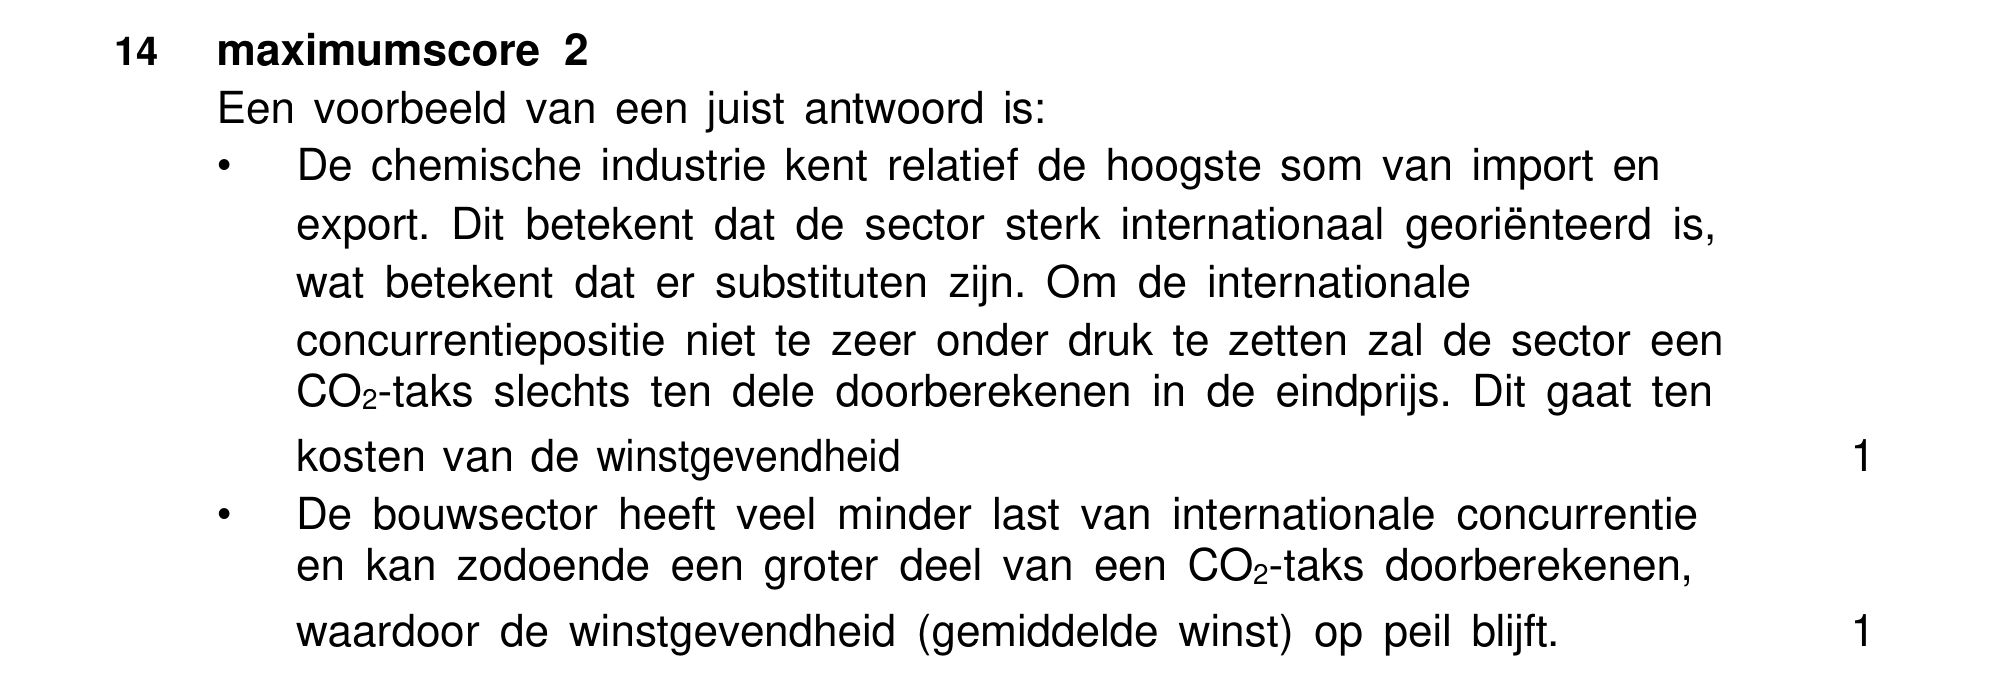 14 maximumscore 2
Een voorbeeld van een juist antwoord is:
• De chemische industrie kent relatief de hoogste som van import en
export. Dit betekent dat de sector sterk internationaal georiënteerd is,
wat betekent dat er substituten zijn. Om de internationale
concurrentiepositie niet te zeer onder druk te zetten zal de sector een
CO₂-taks slechts ten dele doorberekenen in de eindprijs. Dit gaat ten
kosten van de winstgevendheid 1
• De bouwsector heeft veel minder last van internationale concurrentie
en kan zodoende een groter deel van een CO₂-taks doorberekenen,
waardoor de winstgevendheid (gemiddelde winst) op peil blijft. 1